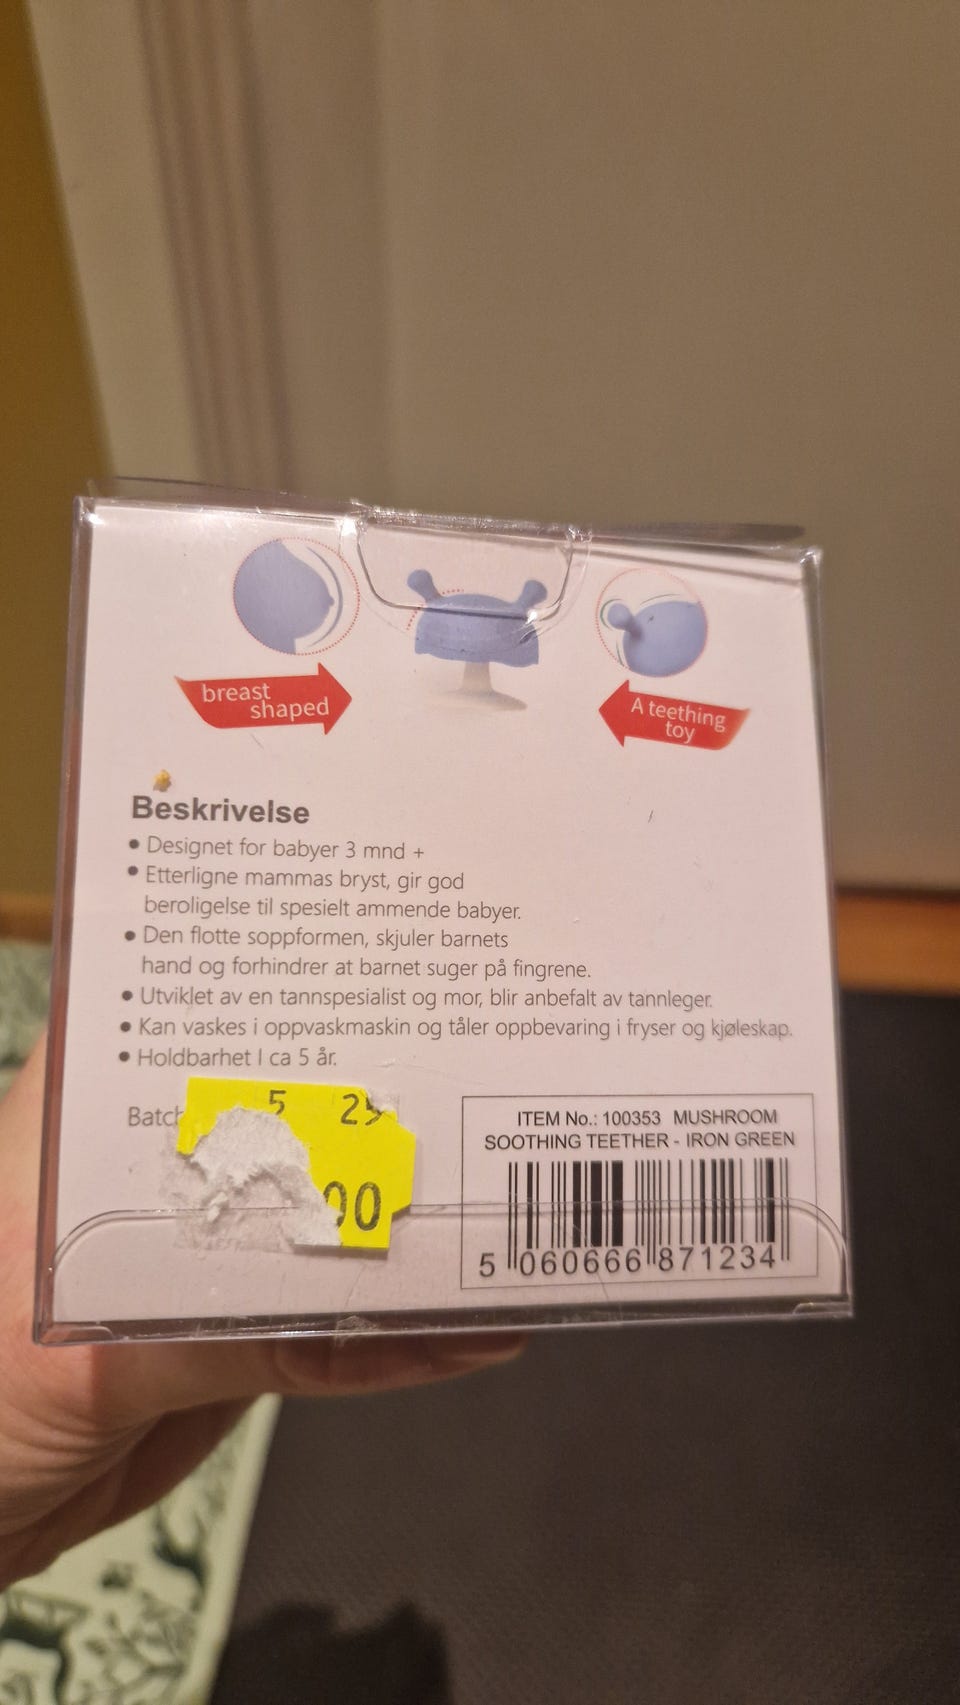 breast
shaped
A teething
toy
Beskrivelse
• Designet for babyer 3 mnd +
• Etterligne mammas bryst, gir god
beroligelse til spesielt ammende babyer.
• Den flotte soppformen, skjuler barnets
hand og forhindrer at barnet suger på fingrene.
• Utviklet av en tannspesialist og mor, blir anbefalt av tannleger.
• Kan vaskes i oppvaskmaskin og tåler oppbevaring i fryser og kjøleskap.
• Holdbarhet I ca 5 år.
Batch
5 25
00
ITEM No.: 100353 MUSHROOM
SOOTHING TEETHER - IRON GREEN
5 060666 871234